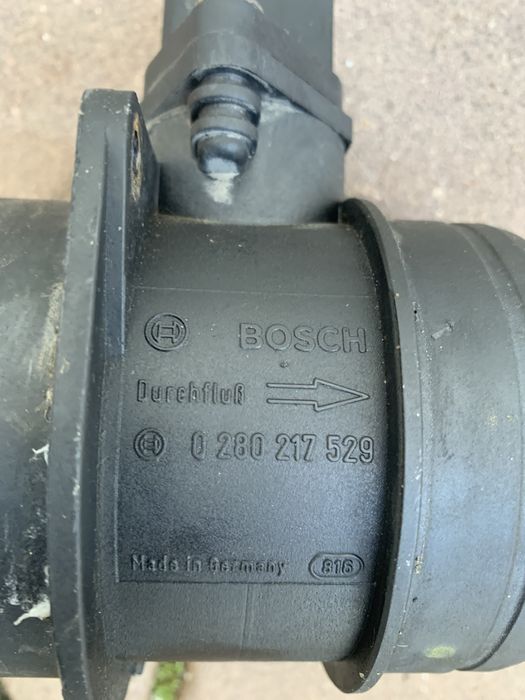 BOSCH
Durchfluß
0 280 217 529
Made in Germany 816